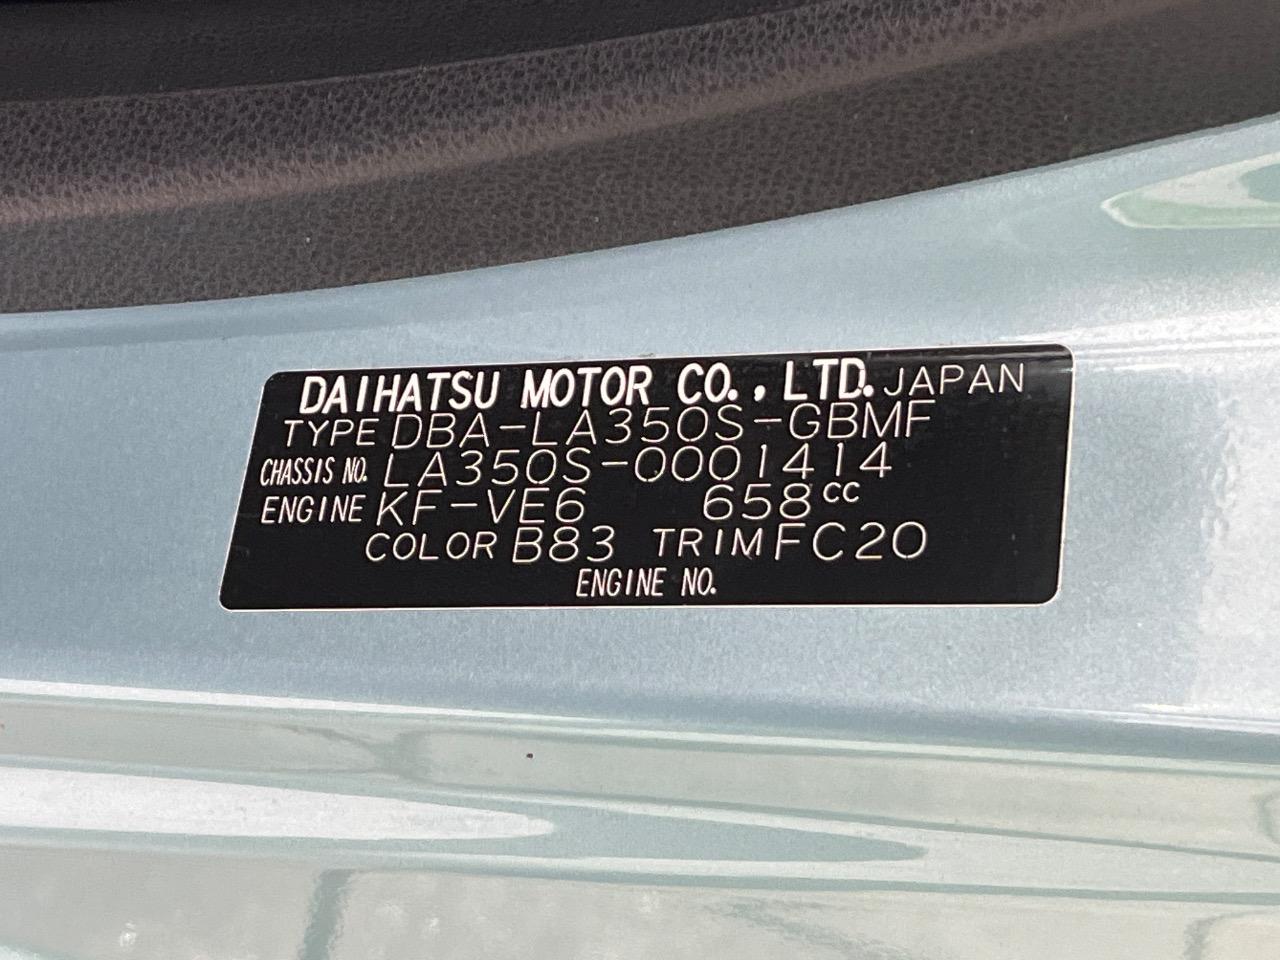 DAIHATSU MOTOR CO., LTD. JAPAN
TYPE DBA-LA350S-GBMF
CHASSIS NO. LA350S-0001414
ENGINE KF-VE6 658cc
COLOR B83 TRIM FC20
ENGINE NO.